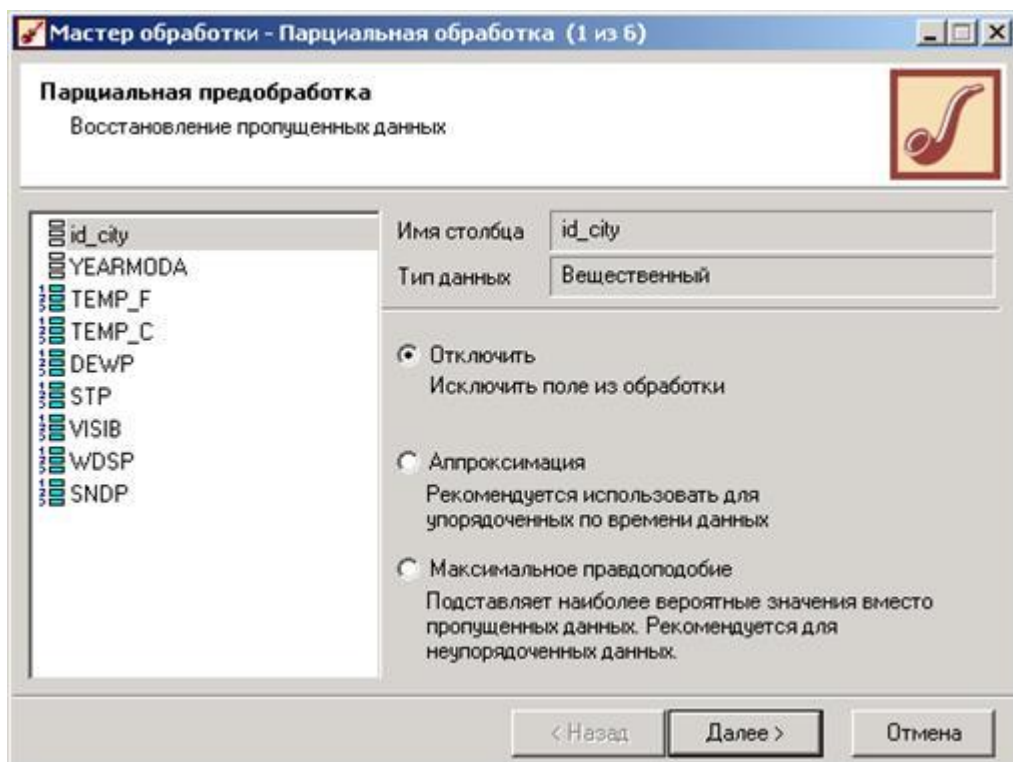 Мастер обработки - Парциальная обработка (1 из 6)
Парциальная предобработка
Восстановление пропущенных данных
id_city
YEARMODA
TEMP_F
TEMP_C
DEWP
STP
VISIB
WDSP
SNDP
Имя столбца id_city
Тип данных Вещественный
Отключить
Исключить поле из обработки
Аппроксимация
Рекомендуется использовать для
упорядоченных по времени данных
Максимальное правдоподобие
Подставляет наиболее вероятные значения вместо
пропущенных данных. Рекомендуется для
неупорядоченных данных.
< Назад Далее > Отмена